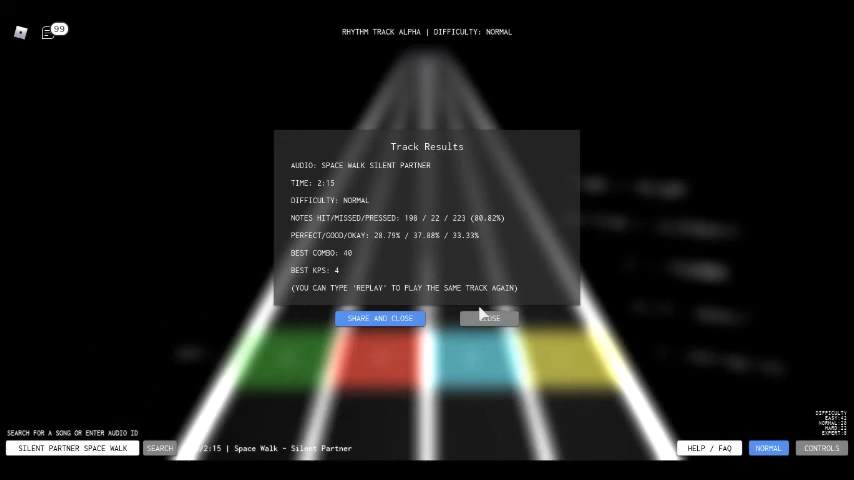 99
RHYTHM TRACK ALPHA | DIFFICULTY: NORMAL
Track Results
AUDIO: SPACE WALK SILENT PARTNER
TIME: 2:15
DIFFICULTY: NORMAL
NOTES HIT/MISSED/PRESSED: 198 / 22 / 223 (80.82%)
PERFECT/GOOD/OKAY: 28.79% / 37.88% / 33.33%
BEST COMBO: 40
BEST KPS: 4
(YOU CAN TYPE 'REPLAY' TO PLAY THE SAME TRACK AGAIN)
SHARE AND CLOSE
CLOSE
DIFFICULTY
SEARCH FOR A SONG OR ENTER AUDIO ID
SILENT PARTNER SPACE WALK
SEARCH
/2:15 | Space Walk - Silent Partner
HELP / FAQ
NORMAL
CONTROLS